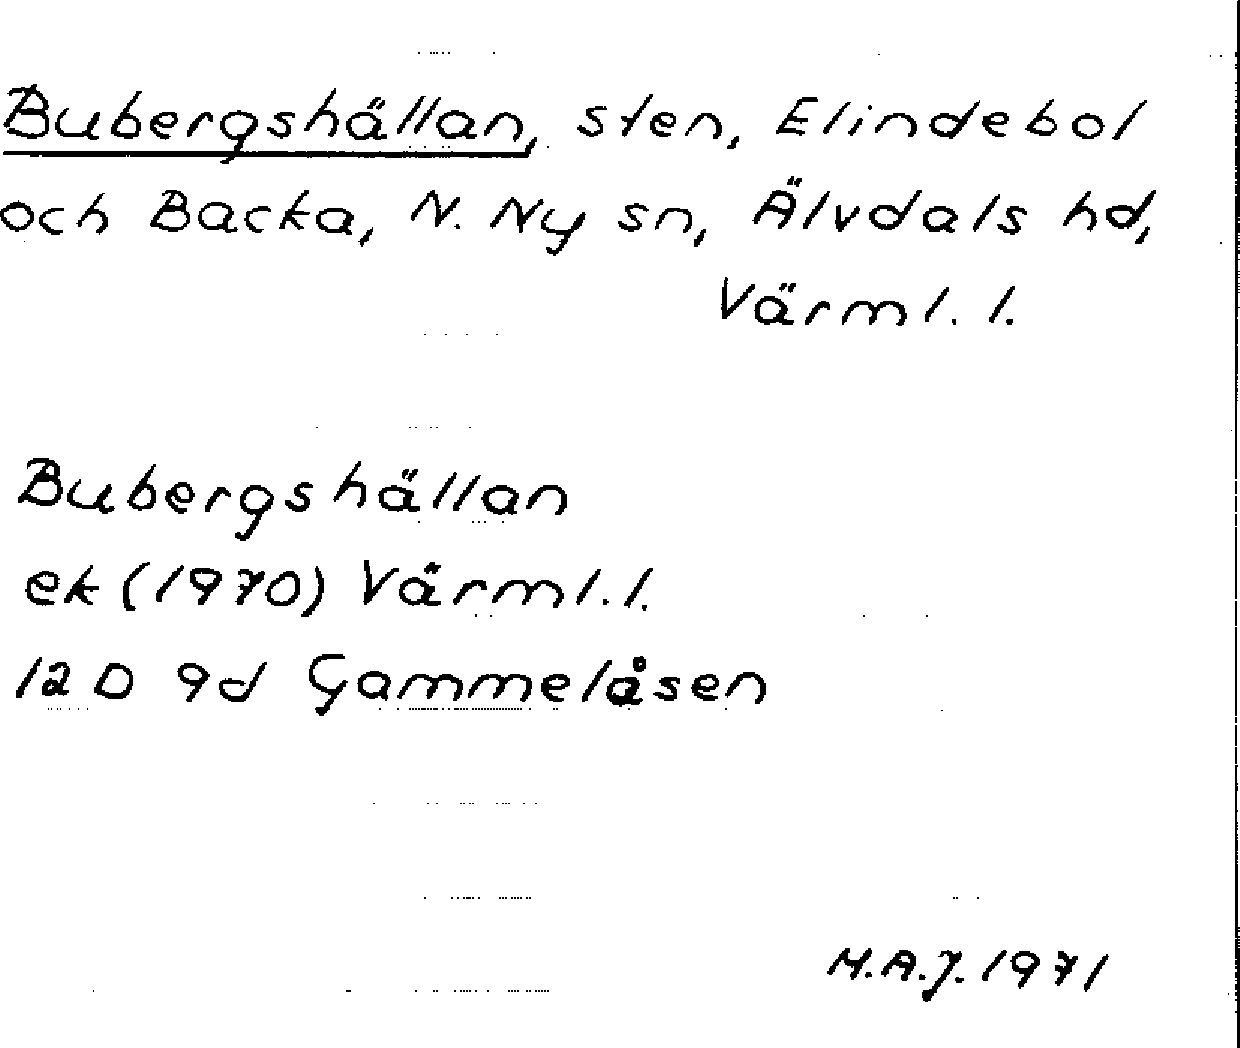 Bubergshällan, sten, Elindebol
och Backa, N. Ny sn, Älvdals hd,
Värml. l.
Bubergshällan
ek (1970) Värml. l.
12 D 9d Gammelåsen
M.A.J. 1971